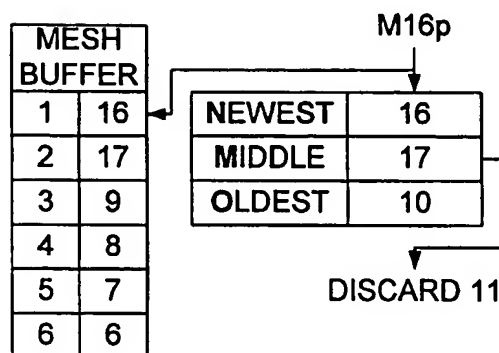 M16p
MESH
BUFFER
1 16
2 17
3 9
4 8
5 7
6 6
NEWEST 16
MIDDLE 17
OLDEST 10
DISCARD 11